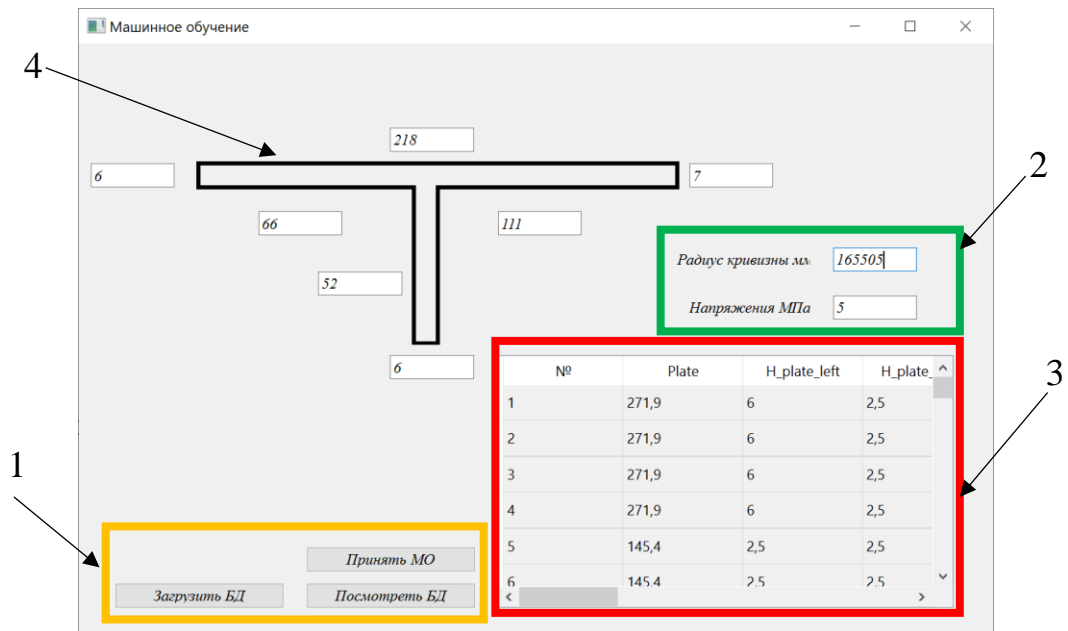 Машинное обучение
4
218
6
7
2
66
111
Радиус кривизны мм
165505
52
Напряжения МПа
5
6
№ Plate H_plate_left H_plate_
3
1 271,9 6 2,5
2 271,9 6 2,5
3 271,9 6 2,5
1
4 271,9 6 2,5
5 145,4 2,5 2,5
Принять МО
6 145,4 2,5 2,5
Загрузить БД Посмотреть БД